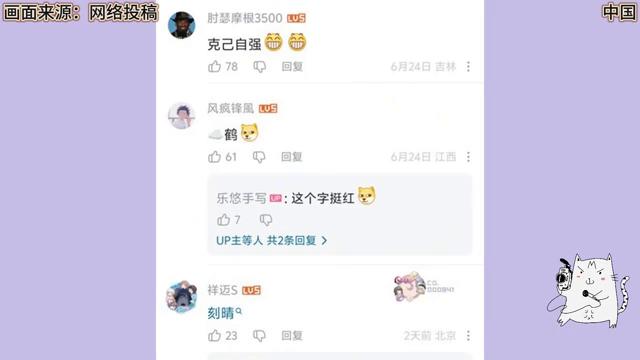 画面来源：网络投稿
中国
肘瑟摩根3500 LV5
克己自强
78 回复 6月24日 吉林
风疯锋風 LV5
鹤
61 回复 6月24日 江西
乐悠手写 UP：这个字挺红
7
UP主等人 共2条回复 >
祥迈S LV5
CO.
000841
刻晴
23 回复 2天前 北京